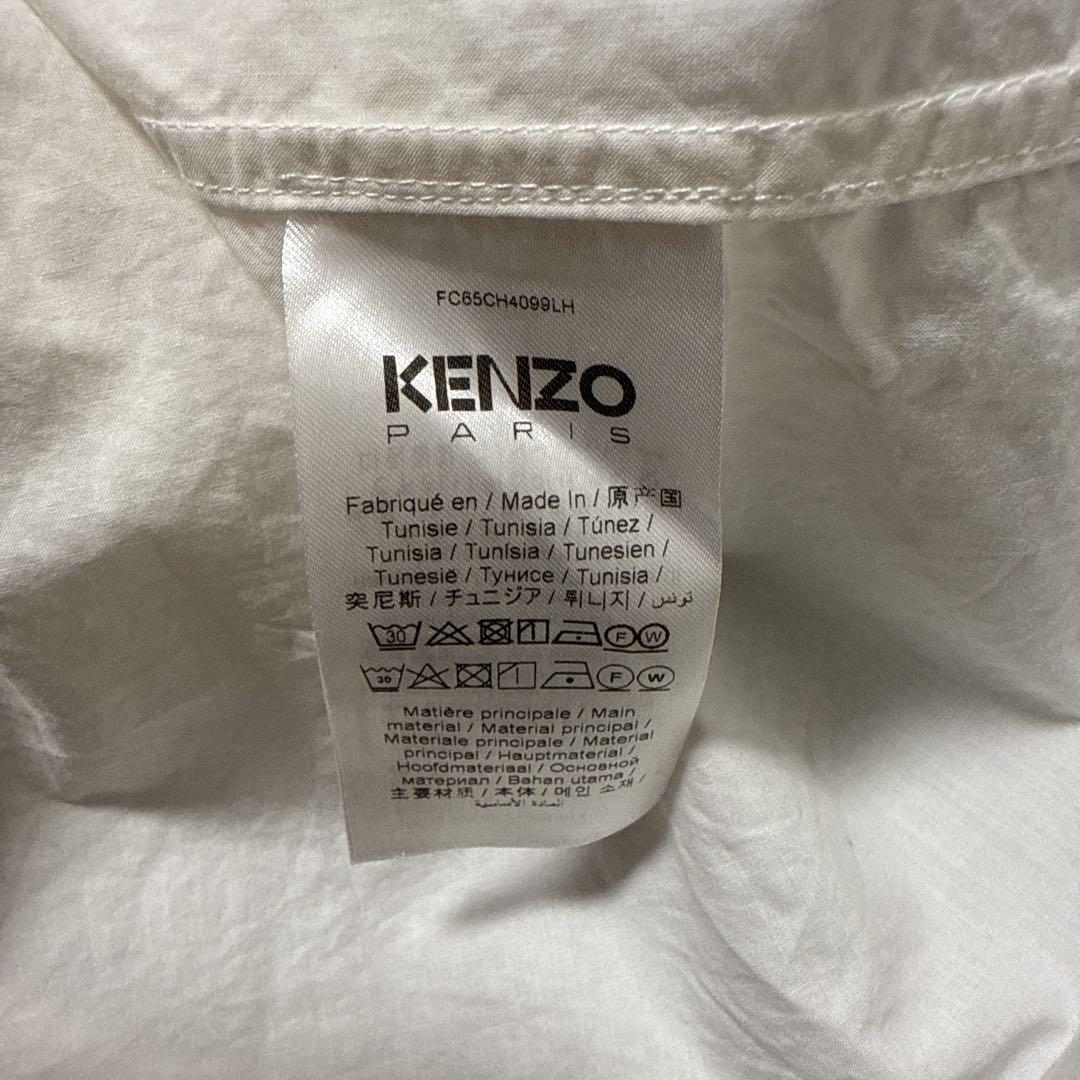 FC65CH4099LH
KENZO
PARIS
Fabriqué en / Made In / 原产国
Tunisie / Tunisia / Túnez /
Tunisia / Tunísia / Tunesien /
Tunesië / Тунисе / Tunisia /
突尼斯 / チュニジア / 튀니지 / تونس
30 F W
30 F W
Matière principale / Main
material / Material principal /
Materiale principale / Material
principal / Hauptmaterial /
Hoofdmateriaal / Основной
материал / Bahan utama /
主要材质 / 本体 / 메인 소재 /
المادة الأساسية